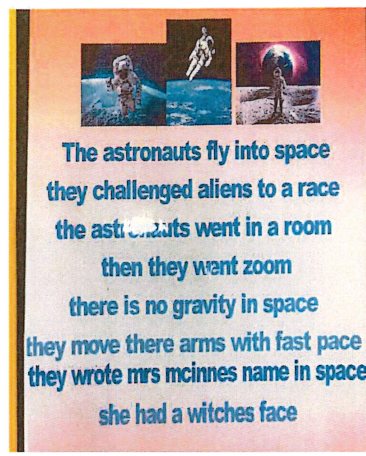 The astronauts fly into space
they challenged aliens to a race
the astronauts went in a room
then they went zoom
there is no gravity in space
they move there arms with fast pace
they wrote mrs mcinnes name in space
she had a witches face